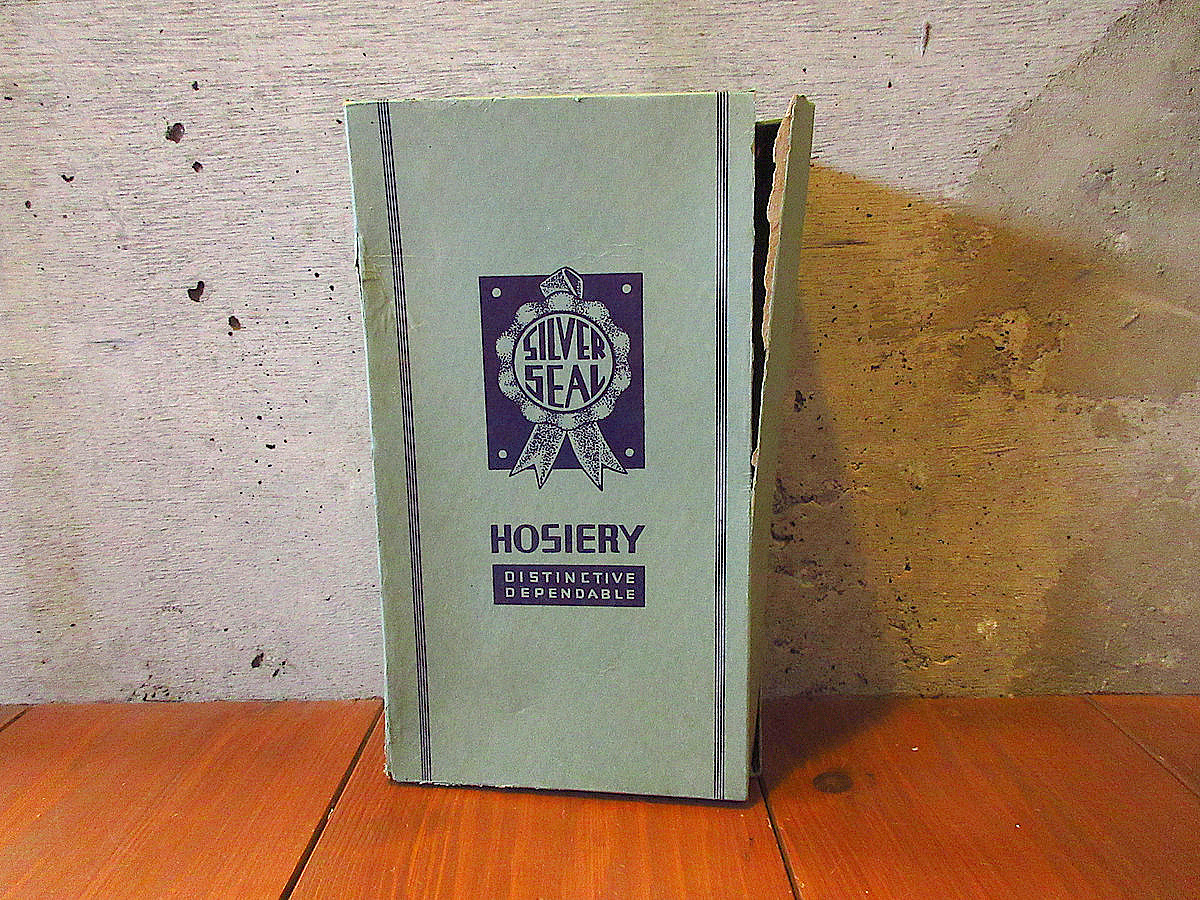 SILVER
SEAL
HOSIERY
DISTINCTIVE
DEPENDABLE